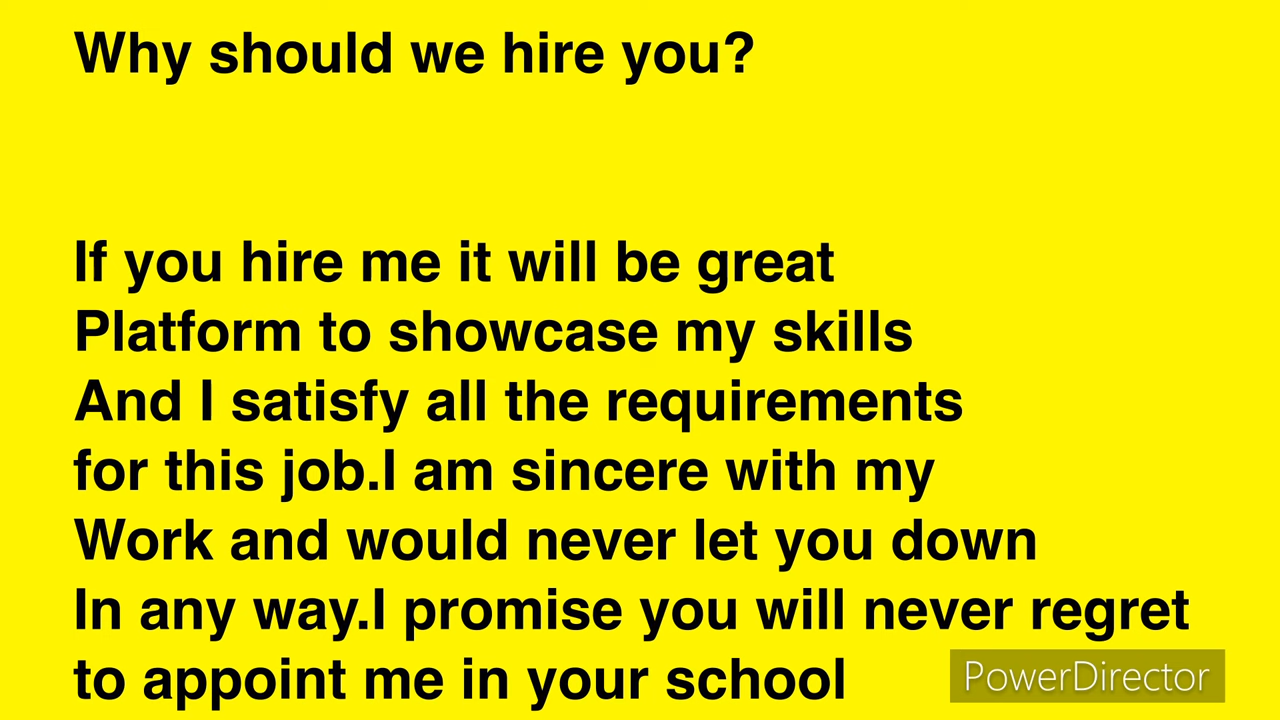 Why should we hire you?
If you hire me it will be great
Platform to showcase my skills
And I satisfy all the requirements
for this job.I am sincere with my
Work and would never let you down
In any way.I promise you will never regret
to appoint me in your school
PowerDirector